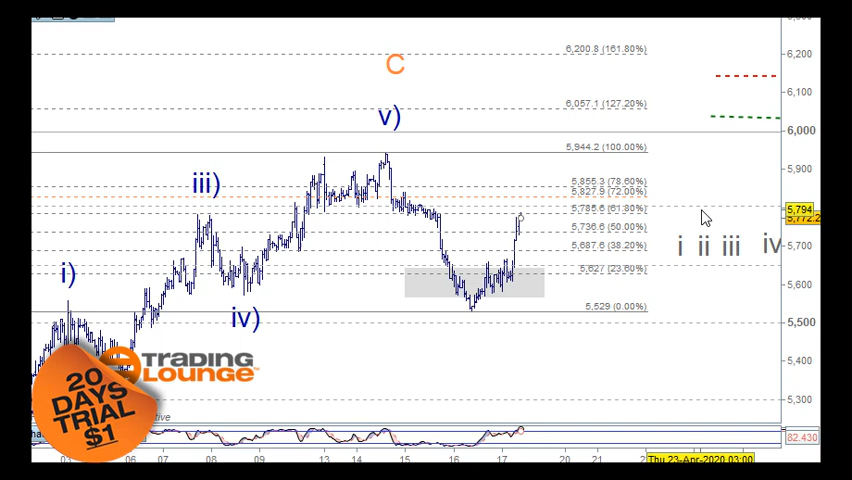 6,200.8 (161.80%)
6,200
C
6,100
6,057.1 (127.20%)
v)
6,000
5,944.2 (100.00%)
5,900
iii)
5,855.3 (78.60%)
5,827.9 (72.00%)
5,794
5,785.6 (61.80%)
5,772.2
5,736.6 (50.00%)
i ii iii iv
5,700
5,687.6 (38.20%)
i)
5,627 (23.60%)
5,600
5,529 (0.00%)
iv)
5,500
TRADING
LOUNGE
5,400
5,300
20
DAYS
TRIAL
$1
82.430
03 06 07 08 09 13 14 15 16 17 20 21
Thu 23-Apr-2020 03:00